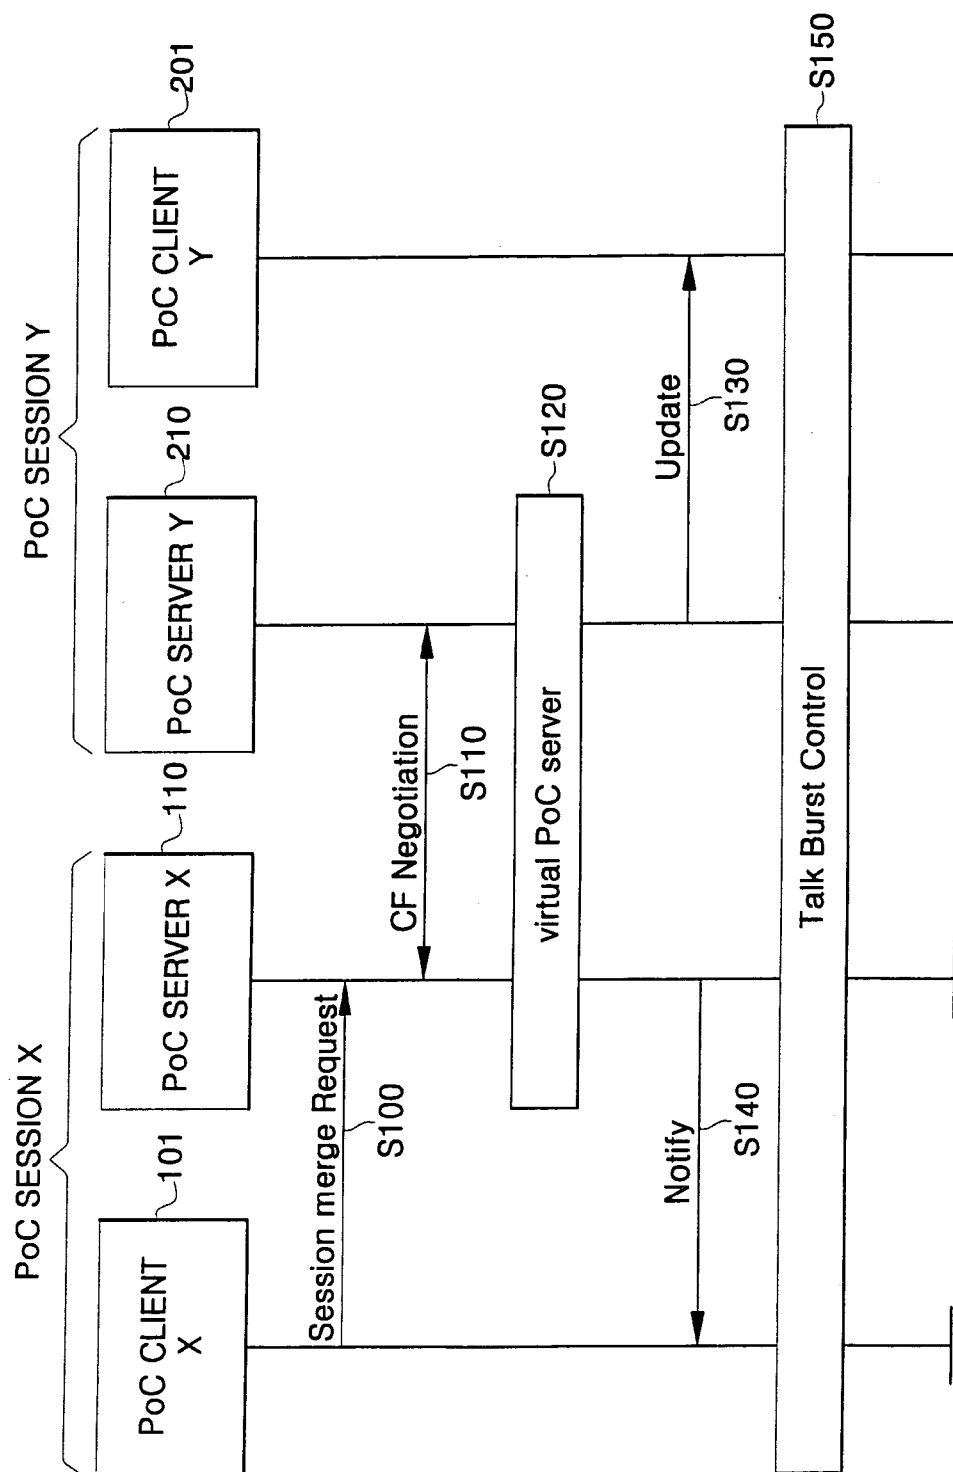 PoC SESSION X
PoC SESSION Y
101
110
210
201
PoC CLIENT
X
PoC SERVER X
PoC SERVER Y
PoC CLIENT
Y
Session merge Request
S100
CF Negotiation
S110
virtual PoC server
S120
Update
S130
Notify
S140
Talk Burst Control
S150